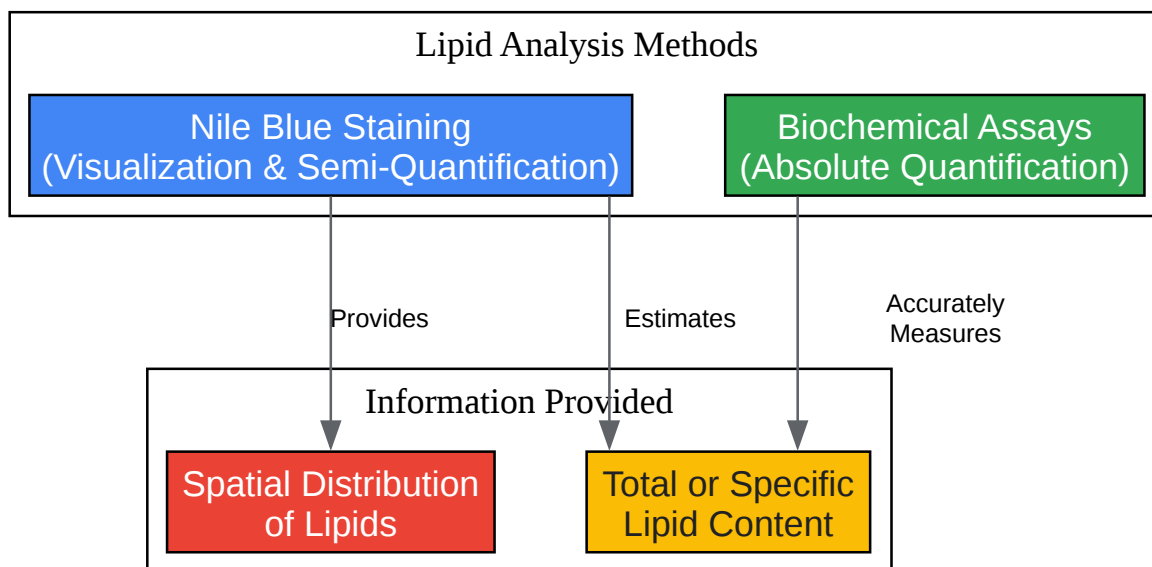 Lipid Analysis Methods
Nile Blue Staining
(Visualization & Semi-Quantification)
Biochemical Assays
(Absolute Quantification)
Provides
Estimates
Accurately
Measures
Information Provided
Spatial Distribution
of Lipids
Total or Specific
Lipid Content